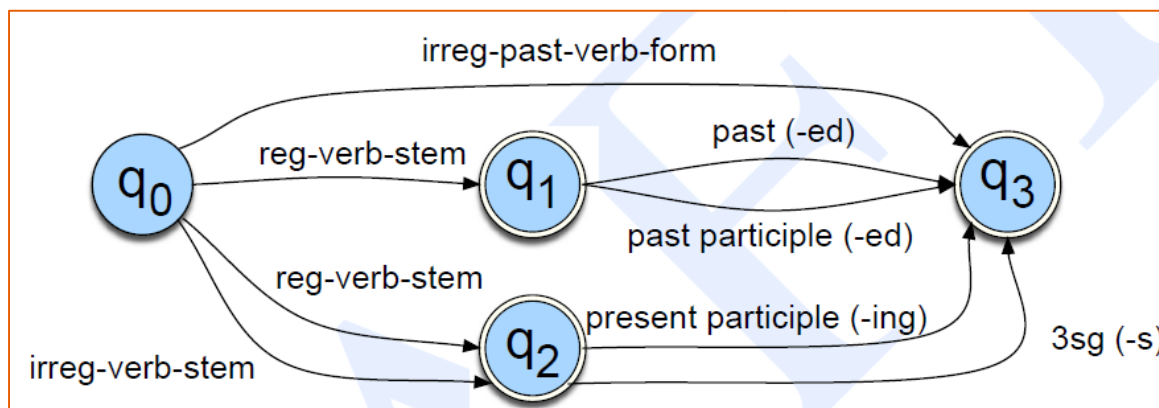 irreg-past-verb-form
past (-ed)
reg-verb-stem
q0
q1
q3
past participle (-ed)
reg-verb-stem
present participle (-ing)
q2
3sg (-s)
irreg-verb-stem